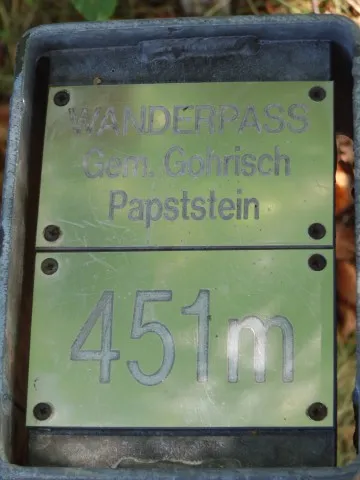 WANDERPASS
Gem. Gohrisch
Papststein
451m